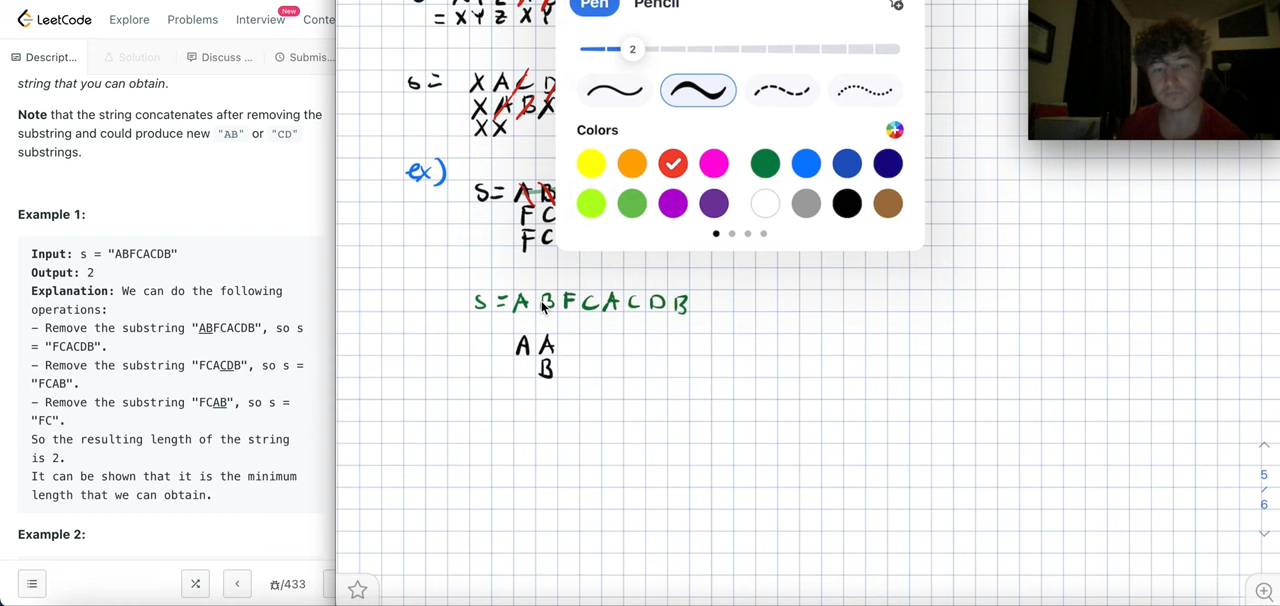 LeetCode Explore Problems Interview New Conte
Descript... Solution Discuss ... Submis...
string that you can obtain.
Note that the string concatenates after removing the
substring and could produce new "AB" or "CD"
substrings.
Example 1:
Input: s = "ABFCACDB"
Output: 2
Explanation: We can do the following
operations:
- Remove the substring "ABFCACDB", so s
= "FCACDB".
- Remove the substring "FCACDB", so s =
"FCAB".
- Remove the substring "FCAB", so s =
"FC".
So the resulting length of the string
is 2.
It can be shown that it is the minimum
length that we can obtain.
Example 2:
/433
Pen Pencil
2
Colors
= X Y Z X Y
S = X A C D
X A B X
X X
ex)
S = A B
F C
F C
S = A B F C A C D B
A A
B
5
/
6